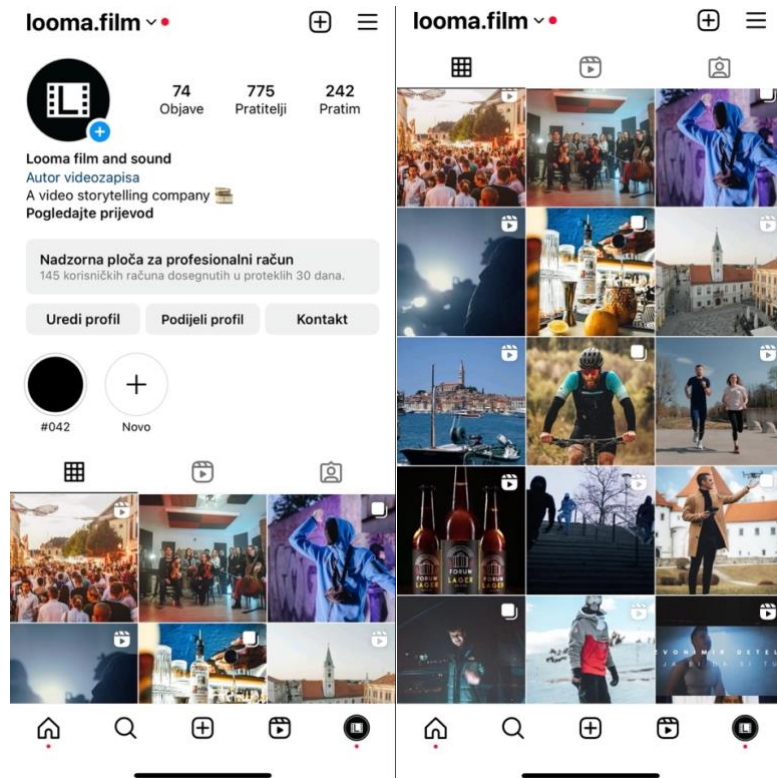 looma.film
L
74 775 242
Objave Pratitelji Pratim
Looma film and sound
Autor videozapisa
A video storytelling company
Pogledajte prijevod
Nadzorna ploča za profesionalni račun
145 korisničkih računa dosegnutih u proteklih 30 dana.
Uredi profil Podijeli profil Kontakt
#042 Novo
L
looma.film
FORUM FORUM FORUM
LAGER LAGER LAGER
L